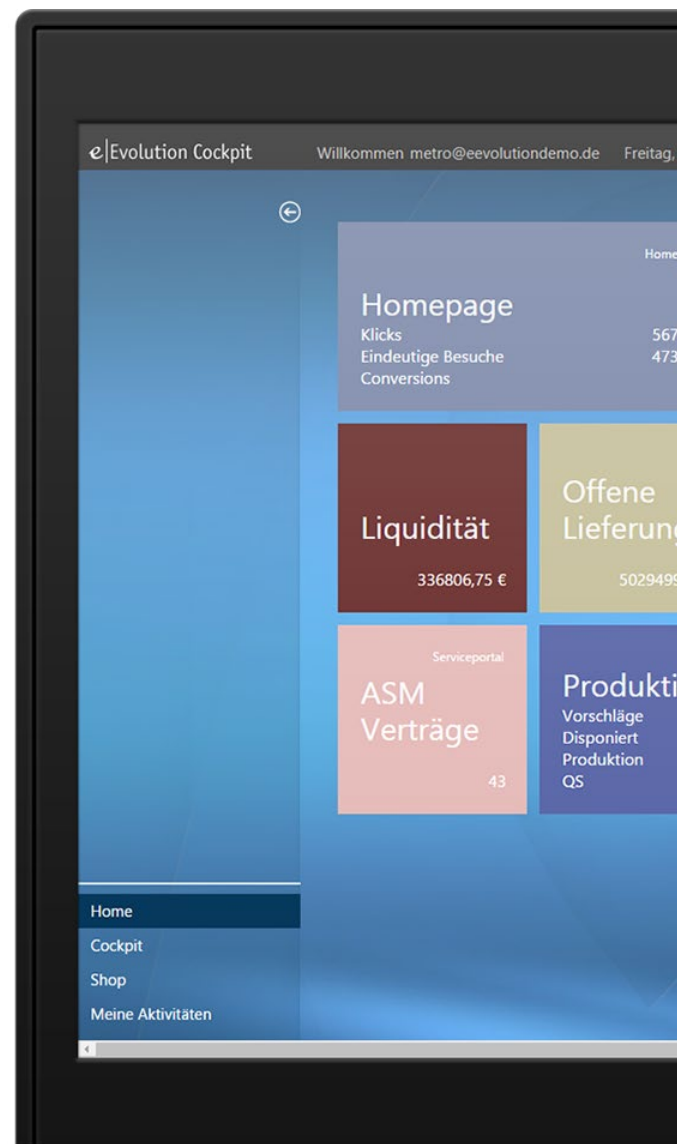 e|Evolution Cockpit
Willkommen metro@eevolutiondemo.de Freitag,
Home
Homepage
Klicks 567
Eindeutige Besuche 473
Conversions
Liquidität
336806,75 €
Offene
Lieferung
5029499
Serviceportal
ASM
Verträge
43
Produkti
Vorschläge
Disponiert
Produktion
QS
Home
Cockpit
Shop
Meine Aktivitäten